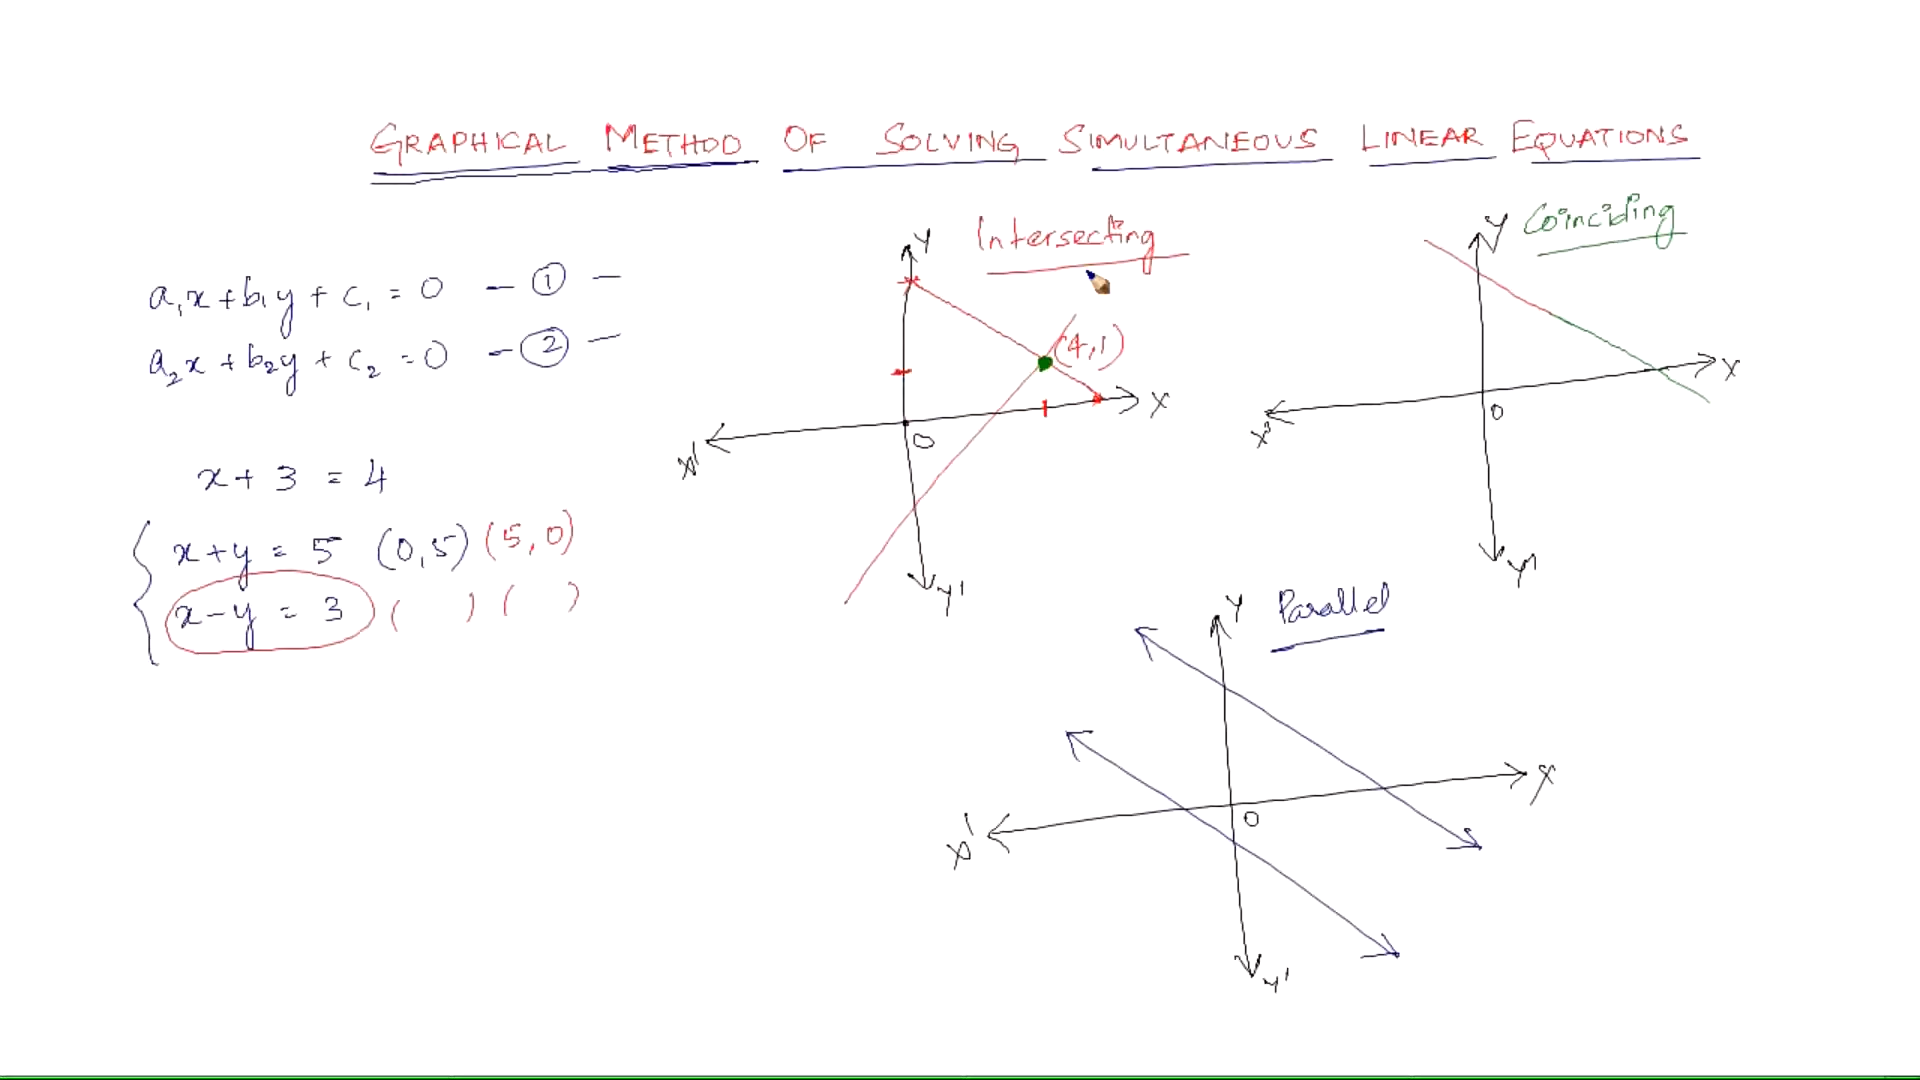 GRAPHICAL METHOD OF SOLVING SIMULTANEOUS LINEAR EQUATIONS
a₁x + b₁y + c₁ = 0 - ① -
a₂x + b₂y + c₂ = 0 - ② -
x + 3 = 4
x + y = 5 (0,5) (5,0)
x - y = 3 ( ) ( )
Intersecting
Y
(4,1)
X
O
X'
Y'
Coinciding
Y
X
O
X'
Y'
Parallel
Y
X
O
X'
Y'